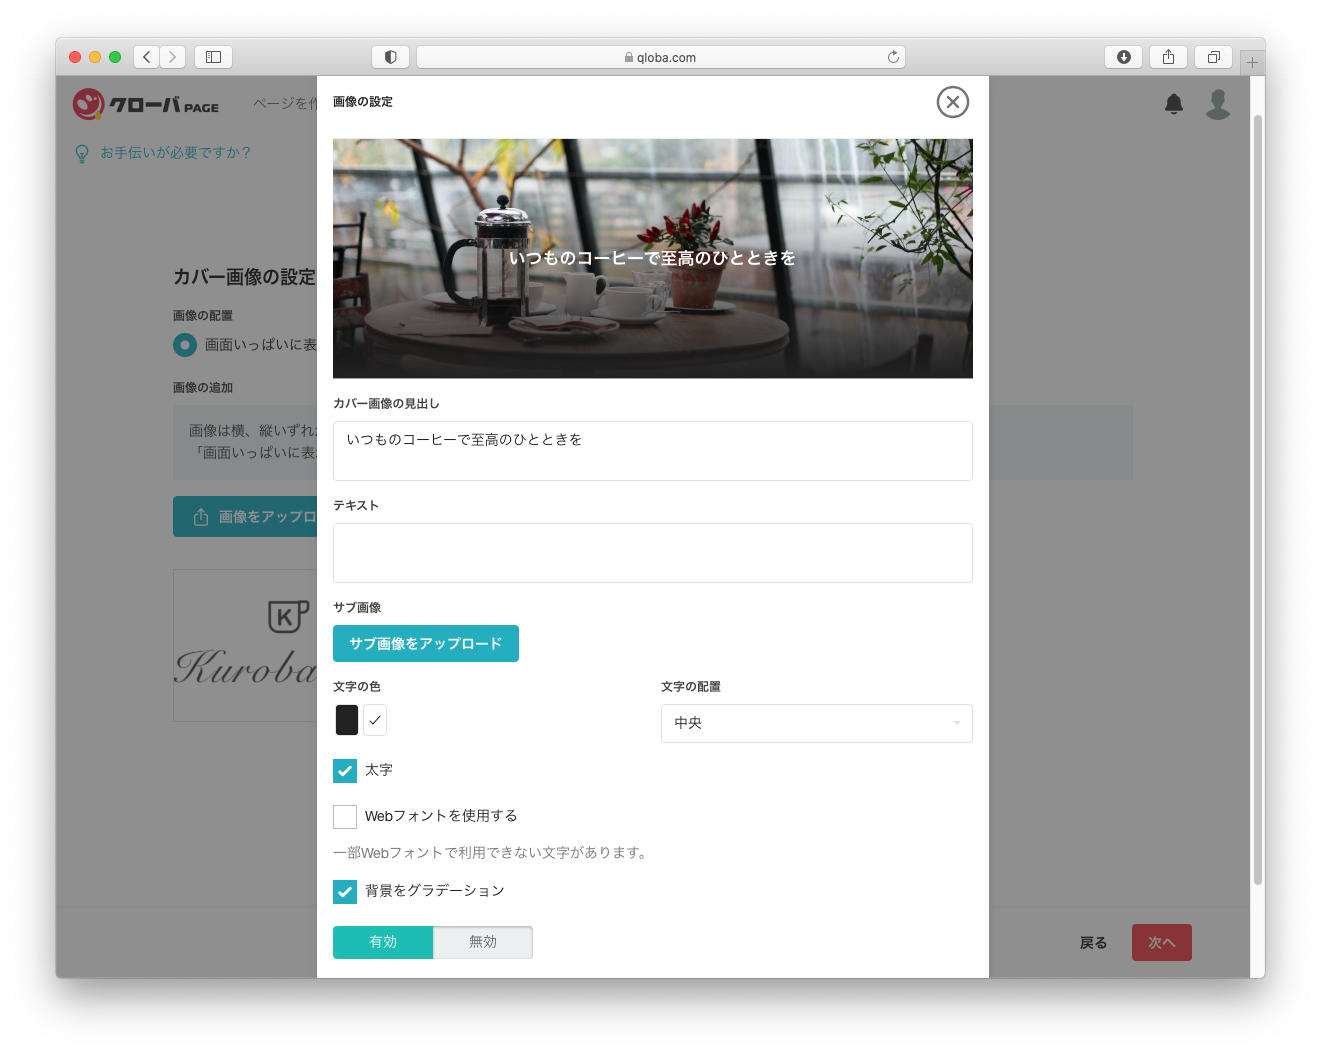 qloba.com
クローバ PAGE
ページを作
お手伝いが必要ですか？
カバー画像の設定
画像の配置
画面いっぱいに表
画像の追加
画像は横、縦いずれ
「画面いっぱいに表
画像をアップロ
K
Kuroba
戻る
次へ
画像の設定
いつものコーヒーで至高のひとときを
カバー画像の見出し
いつものコーヒーで至高のひとときを
テキスト
サブ画像
サブ画像をアップロード
文字の色
文字の配置
中央
太字
Webフォントを使用する
一部Webフォントで利用できない文字があります。
背景をグラデーション
有効
無効